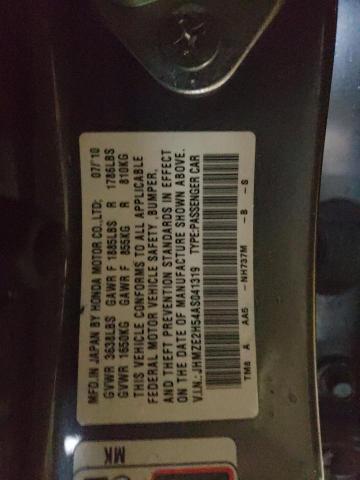 MFD.IN JAPAN BY HONDA MOTOR CO.,LTD: 07/10
GVWR 3638LBS GAWR F 1885LBS R 1786LBS
GVWR 1650KG GAWR F 855KG R 810KG
THIS VEHICLE CONFORMS TO ALL APPLICABLE
FEDERAL MOTOR VEHICLE SAFETY, BUMPER,
AND THEFT PREVENTION STANDARDS IN EFFECT
ON THE DATE OF MANUFACTURE SHOWN ABOVE.
V.I.N.: JHMZE2H54AS041319 TYPE:PASSENGER CAR
TM8 A AA5 -NH737M -B -S
MK